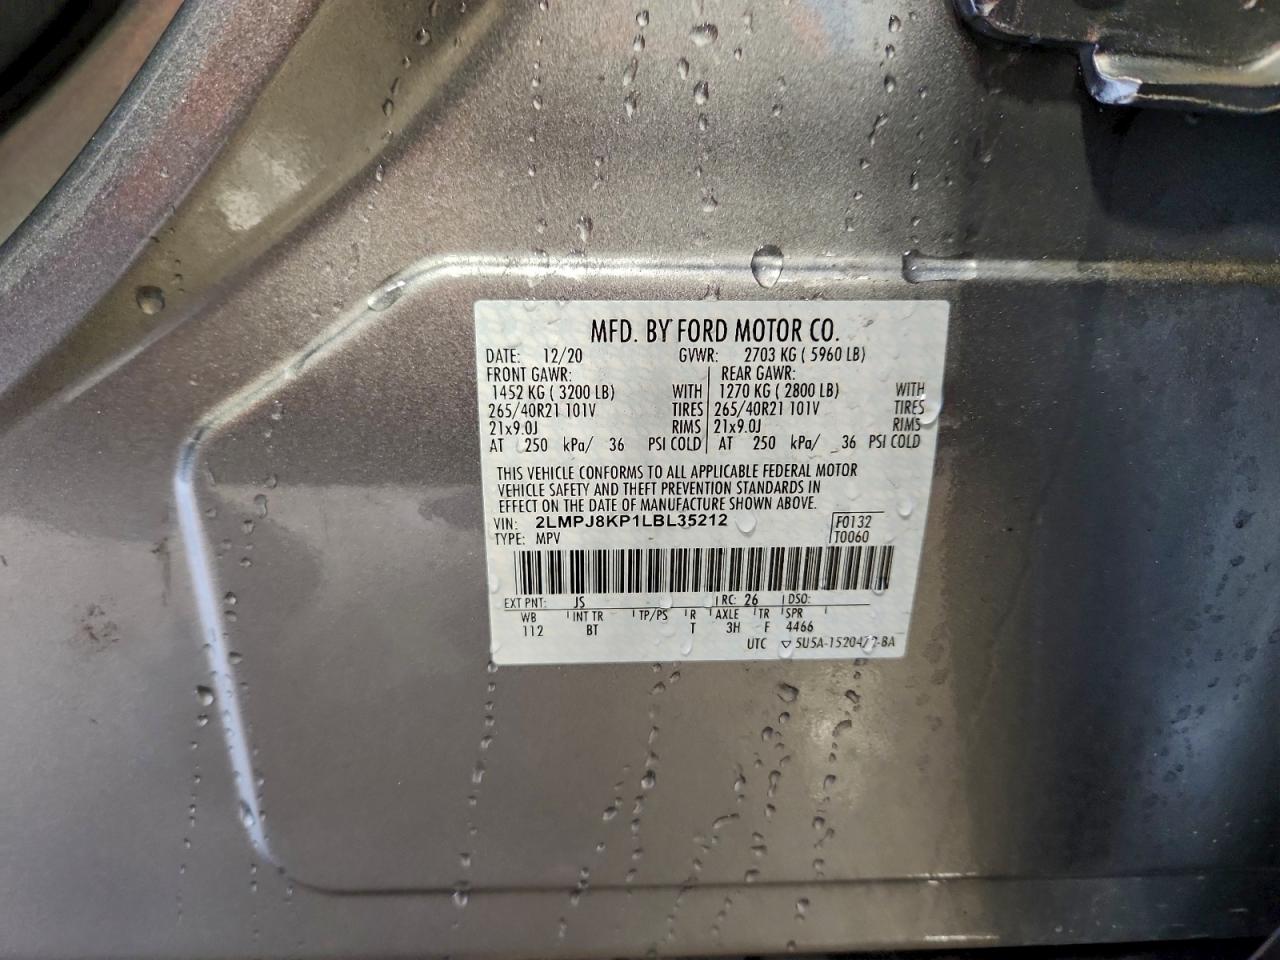 MFD. BY FORD MOTOR CO.
DATE: 12/20 GVWR: 2703 KG ( 5960 LB)
FRONT GAWR: REAR GAWR:
1452 KG ( 3200 LB) WITH 1270 KG ( 2800 LB) WITH
265/40R21 101V TIRES 265/40R21 101V TIRES
21x9.0J RIMS 21x9.0J RIMS
AT 250 kPa/ 36 PSI COLD AT 250 kPa/ 36 PSI COLD
THIS VEHICLE CONFORMS TO ALL APPLICABLE FEDERAL MOTOR
VEHICLE SAFETY AND THEFT PREVENTION STANDARDS IN
EFFECT ON THE DATE OF MANUFACTURE SHOWN ABOVE.
VIN: 2LMPJ8KP1LBL35212 F0132
TYPE: MPV T0060
EXT PNT: JS RC: 26 DSO:
WB INT TR TP/PS R AXLE TR SPR
112 BT T 3H F 4466
UTC